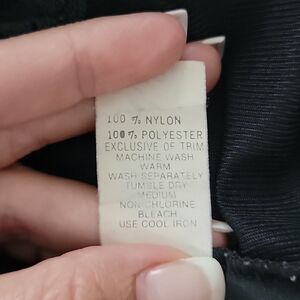 100 % NYLON
100 % POLYESTER
EXCLUSIVE OF TRIM
MACHINE WASH
WARM
WASH SEPARATELY
TUMBLE DRY
MEDIUM
NON CHLORINE
BLEACH
USE COOL IRON